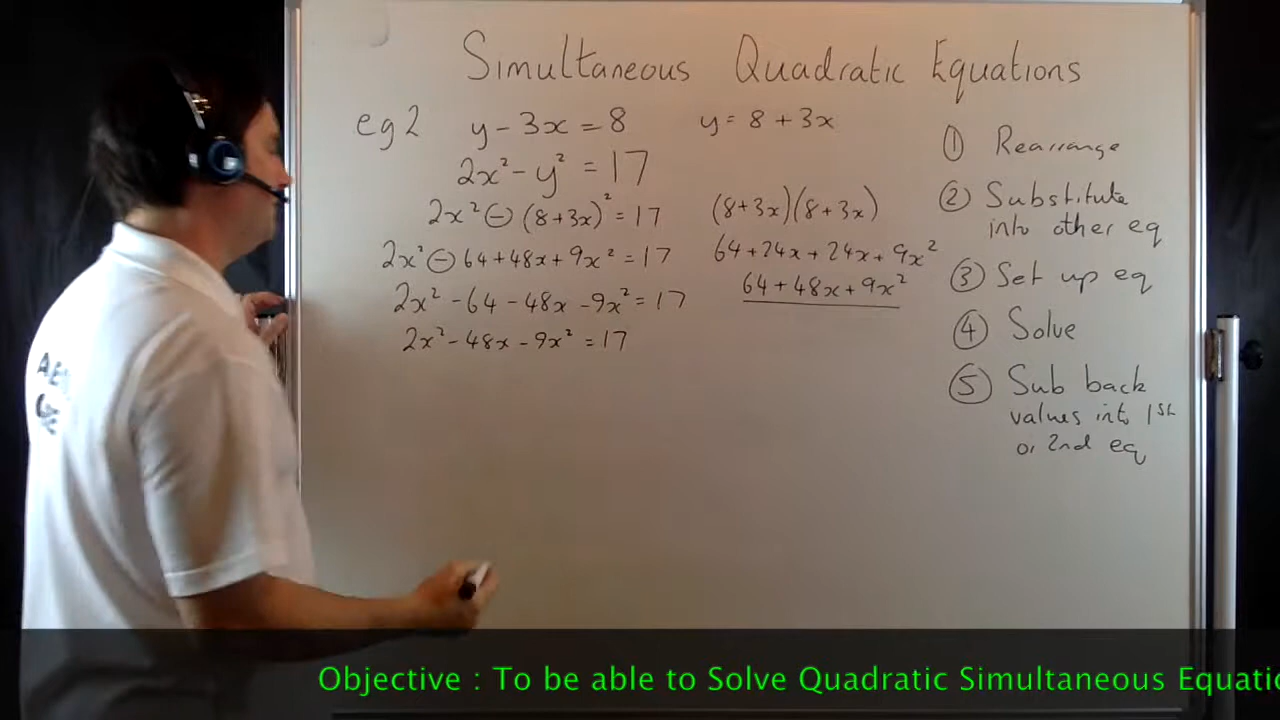 Simultaneous Quadratic Equations
eg 2 y - 3x = 8 y = 8 + 3x
2x² - y² = 17
2x² - (8+3x)² = 17 (8+3x)(8+3x)
2x² - 64 + 48x + 9x² = 17 64 + 24x + 24x + 9x²
2x² - 64 - 48x - 9x² = 17 64 + 48x + 9x²
2x² - 48x - 9x² = 17
① Rearrange
② Substitute
into other eq
③ Set up eq
④ Solve
⑤ Sub back
values into 1st
or 2nd eq
Objective : To be able to Solve Quadratic Simultaneous Equati